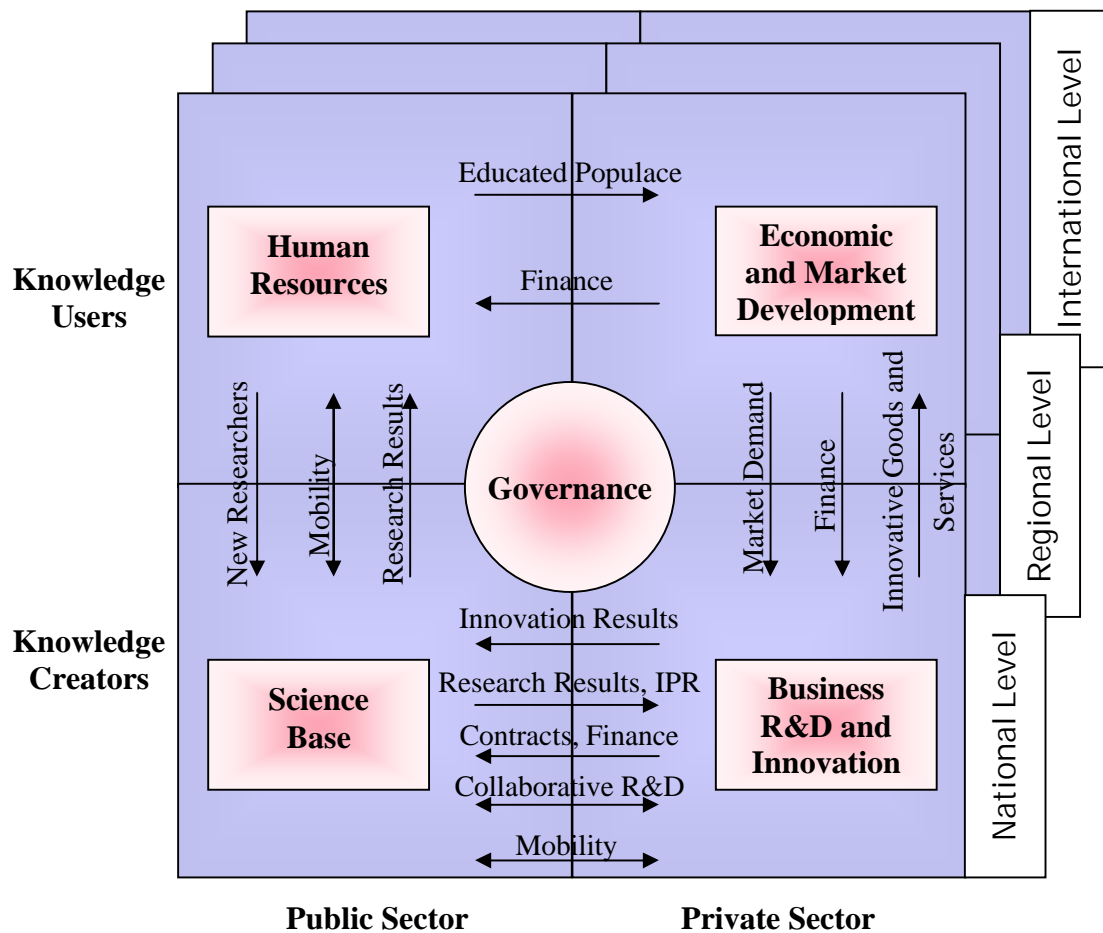 Educated Populace
Human
Resources
Economic
and Market
Development
Knowledge
Users
Finance
International Level
New Researchers
Mobility
Research Results
Governance
Market Demand
Finance
Innovative Goods and
Services
Regional Level
Innovation Results
Knowledge
Creators
Science
Base
Research Results, IPR
Contracts, Finance
Collaborative R&D
Mobility
Business
R&D and
Innovation
National Level
Public Sector
Private Sector